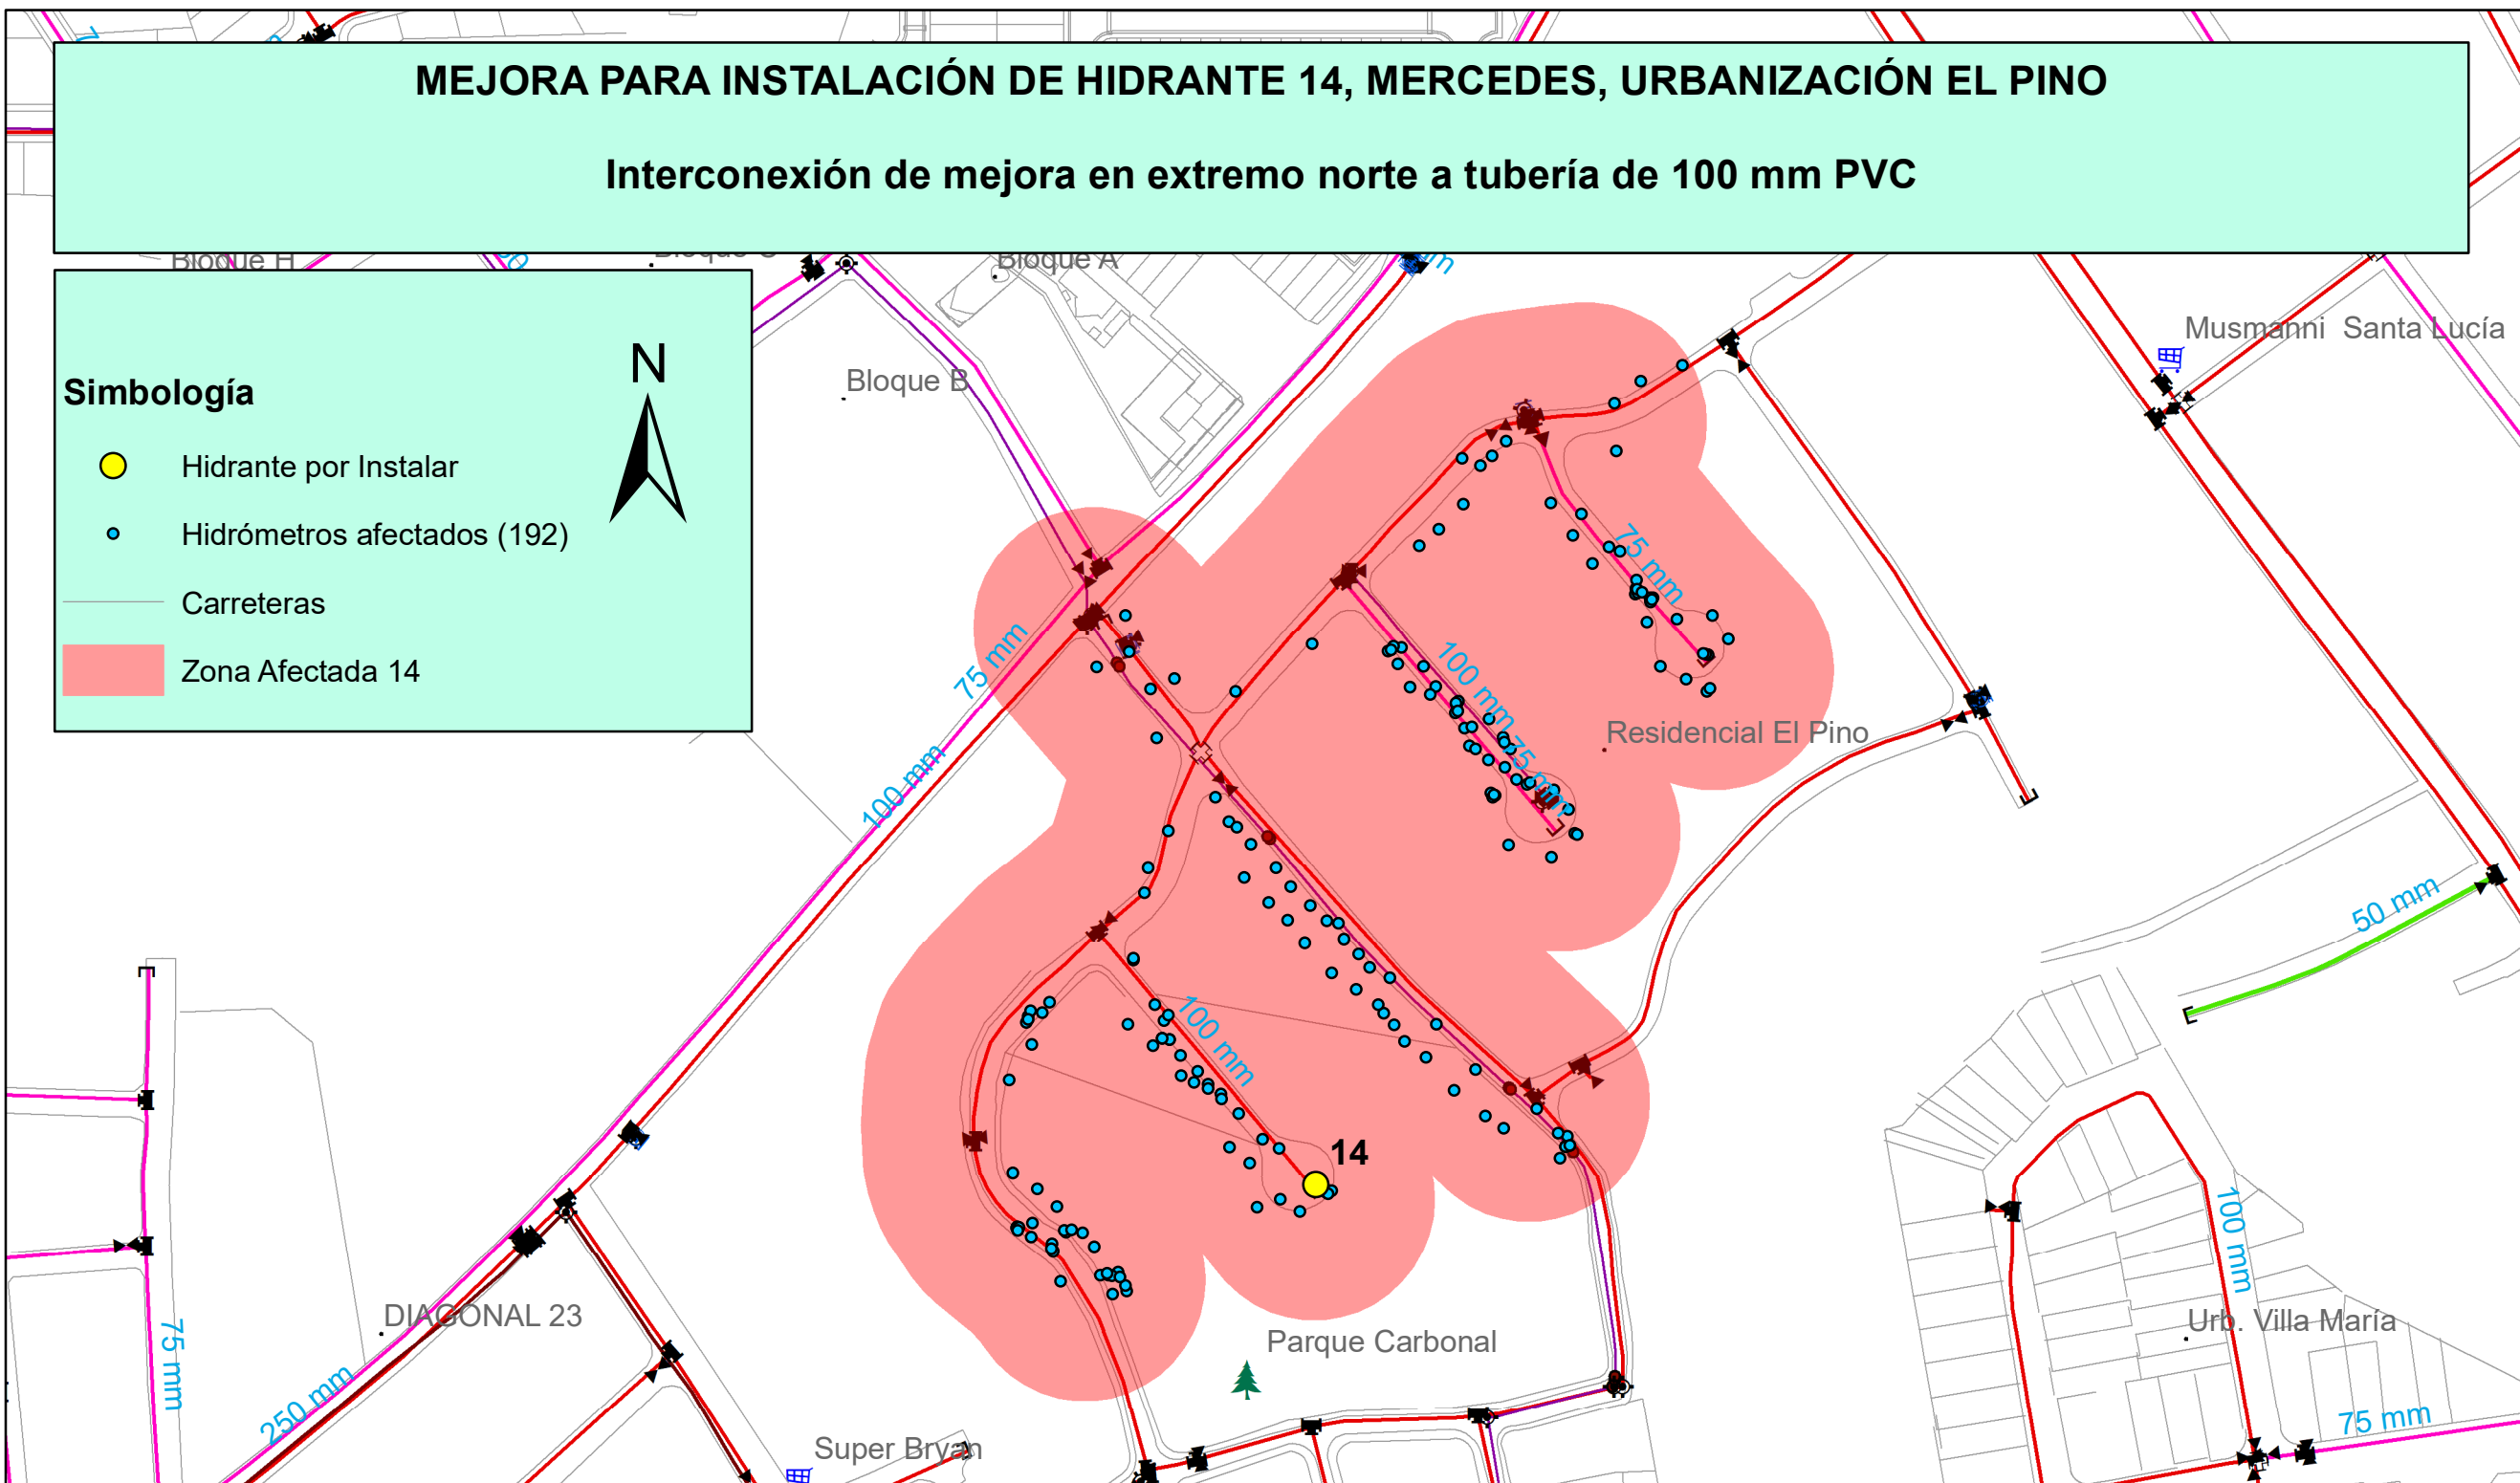 MEJORA PARA INSTALACIÓN DE HIDRANTE 14, MERCEDES, URBANIZACIÓN EL PINO
Interconexión de mejora en extremo norte a tubería de 100 mm PVC
Bloque H
Bloque A
Bloque B
Musmanni Santa Lucía
N
Simbología
Hidrante por Instalar
Hidrómetros afectados (192)
Carreteras
Zona Afectada 14
75 mm
75 mm
100 mm
75 mm
Residencial El Pino
100 mm
50 mm
100 mm
14
100 mm
DIAGONAL 23
75 mm
250 mm
Parque Carbonal
Urb. Villa María
75 mm
Super Bryan